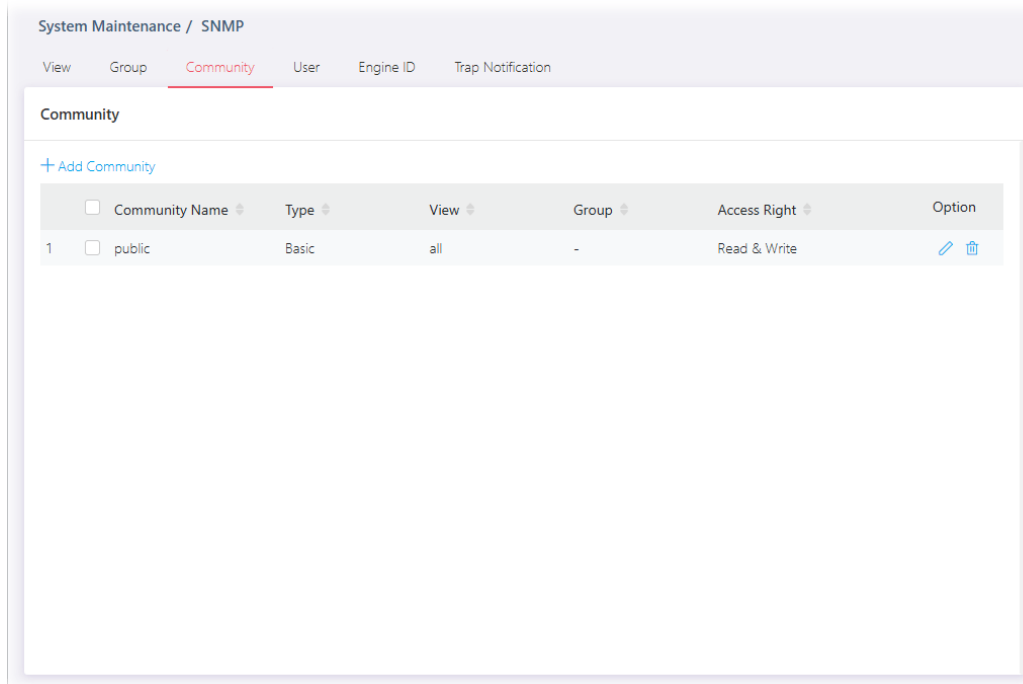 System Maintenance / SNMP
View Group Community User Engine ID Trap Notification
Community
+ Add Community
Community Name Type View Group Access Right Option
1 public Basic all - Read & Write